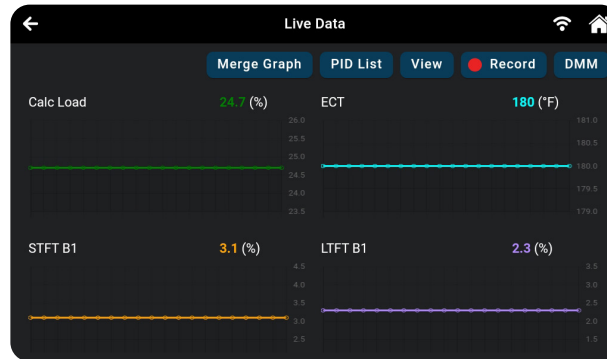 Live Data
Merge Graph PID List View Record DMM
Calc Load 24.7 (%) ECT 180 (°F)
26.0 181.0
25.5 180.5
25.0
24.5 180.0
24.0 179.5
23.5 179.0
STFT B1 3.1 (%) LTFT B1 2.3 (%)
4.5 3.5
4.0 3.0
3.5 2.5
3.0 2.0
2.5 1.5